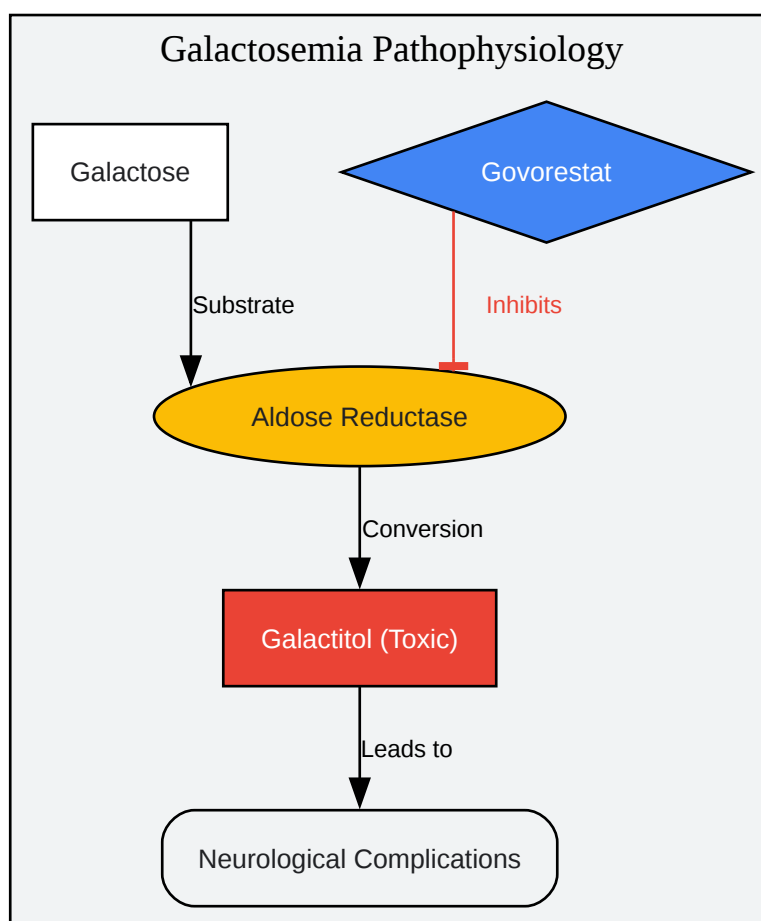 Galactosemia Pathophysiology
Galactose
Govorestat
Substrate
Inhibits
Aldose Reductase
Conversion
Galactitol (Toxic)
Leads to
Neurological Complications